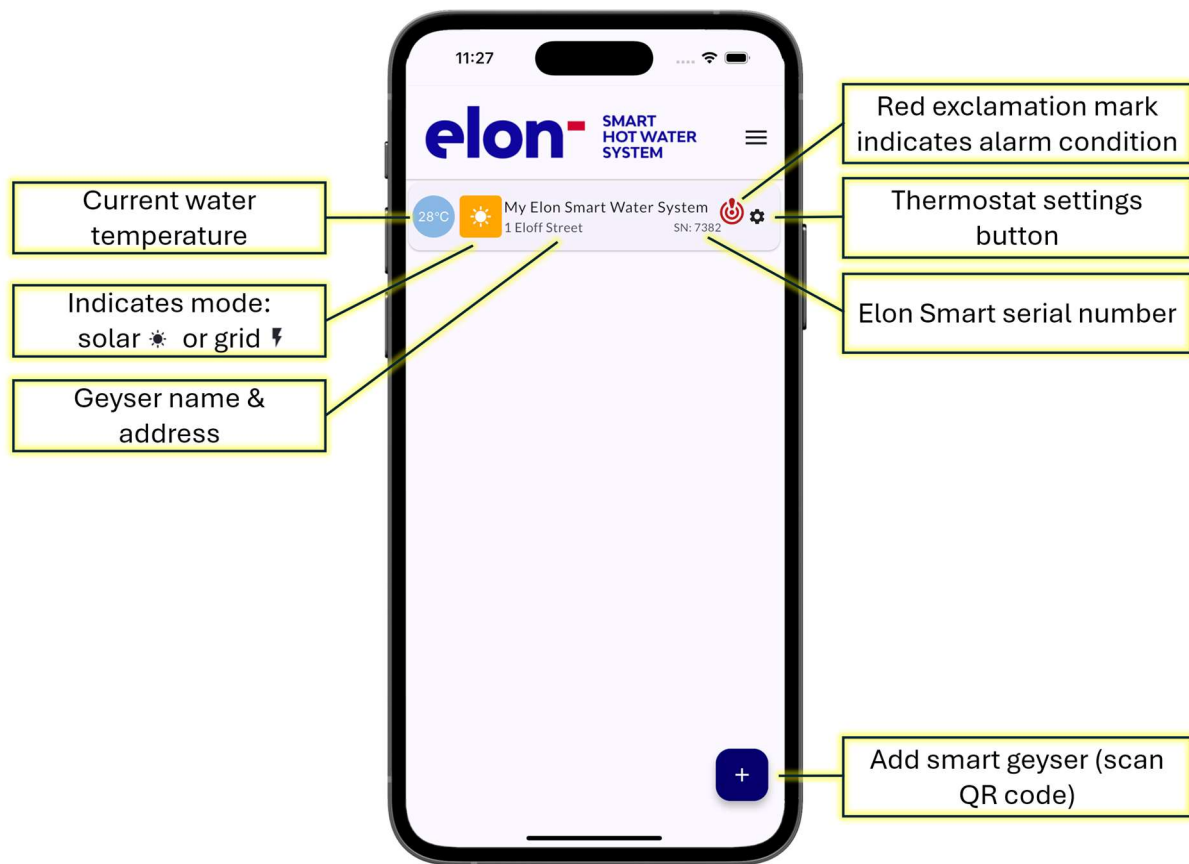 11:27
elon
SMART
HOT WATER
SYSTEM
28°C
My Elon Smart Water System
1 Eloff Street
SN: 7382
Current water
temperature
Indicates mode:
solar ☀ or grid
Geyser name &
address
Red exclamation mark
indicates alarm condition
Thermostat settings
button
Elon Smart serial number
Add smart geyser (scan
QR code)
+